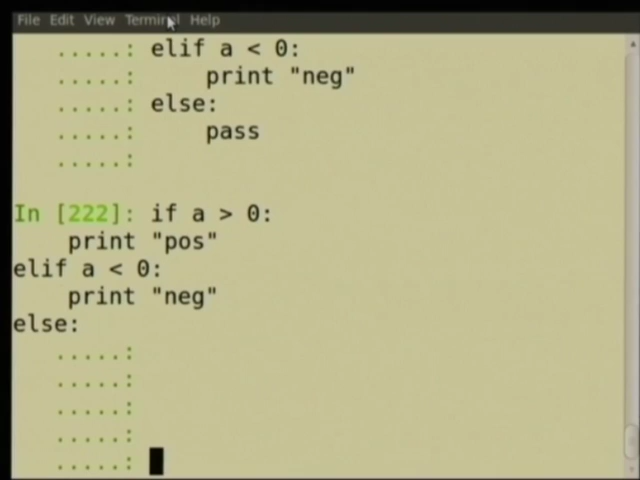 File Edit View Terminal Help
.....: elif a < 0:
.....:     print "neg"
.....: else:
.....:     pass
.....:
In [222]: if a > 0:
    print "pos"
elif a < 0:
    print "neg"
else:
.....:
.....:
.....:
.....:
.....: